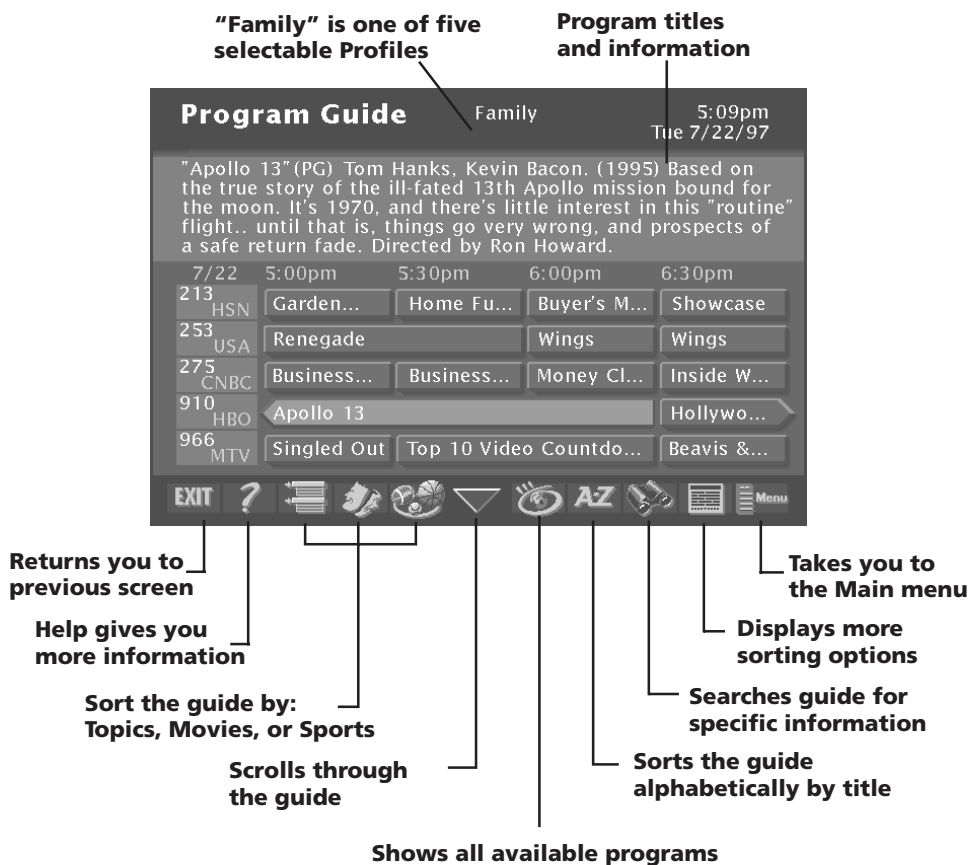 “Family” is one of five
selectable Profiles
Program titles
and information
Program Guide
Family
5:09pm
Tue 7/22/97
"Apollo 13"(PG) Tom Hanks, Kevin Bacon. (1995) Based on
the true story of the ill-fated 13th Apollo mission bound for
the moon. It's 1970, and there's little interest in this "routine"
flight.. until that is, things go very wrong, and prospects of
a safe return fade. Directed by Ron Howard.
7/22 5:00pm 5:30pm 6:00pm 6:30pm
213 HSN Garden... Home Fu... Buyer's M... Showcase
253 USA Renegade Wings Wings
275 CNBC Business... Business... Money Cl... Inside W...
910 HBO Apollo 13 Hollywo...
966 MTV Singled Out Top 10 Video Countdo... Beavis &...
EXIT ? A-Z Menu
Returns you to
previous screen
Takes you to
the Main menu
Help gives you
more information
Displays more
sorting options
Sort the guide by:
Topics, Movies, or Sports
Searches guide for
specific information
Scrolls through
the guide
Sorts the guide
alphabetically by title
Shows all available programs